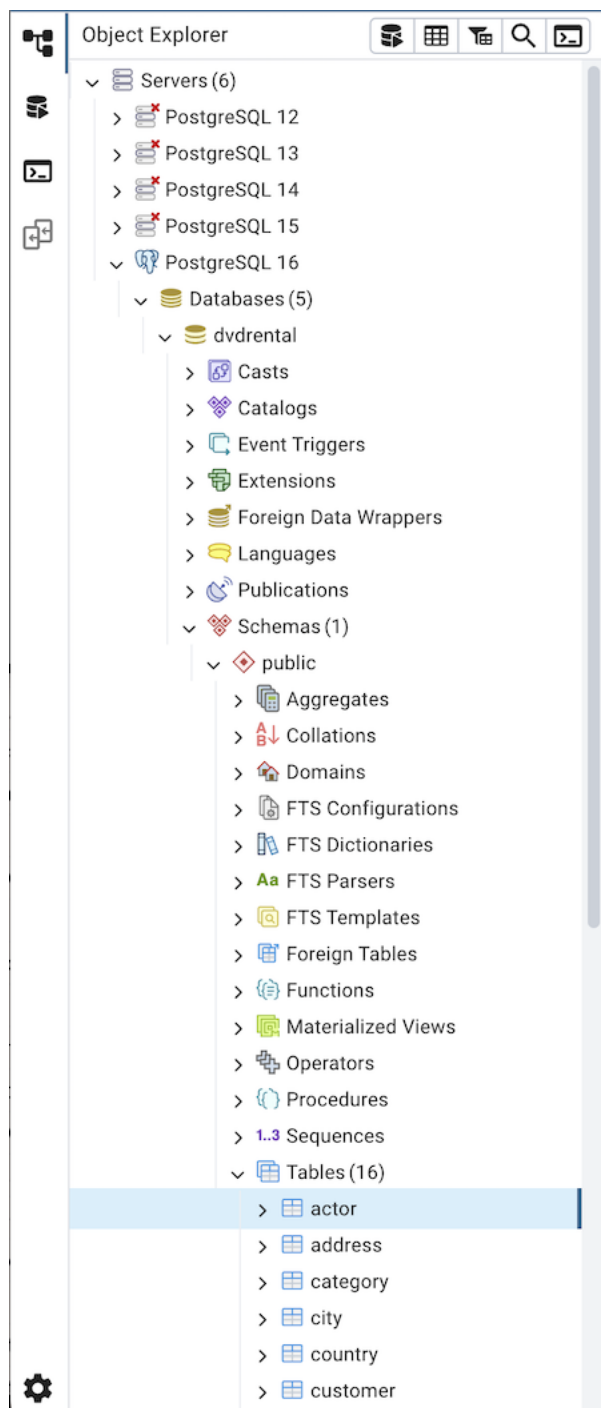 Object Explorer
Servers (6)
PostgreSQL 12
PostgreSQL 13
PostgreSQL 14
PostgreSQL 15
PostgreSQL 16
Databases (5)
dvdrental
Casts
Catalogs
Event Triggers
Extensions
Foreign Data Wrappers
Languages
Publications
Schemas (1)
public
Aggregates
Collations
Domains
FTS Configurations
FTS Dictionaries
Aa FTS Parsers
FTS Templates
Foreign Tables
Functions
Materialized Views
Operators
Procedures
1..3 Sequences
Tables (16)
actor
address
category
city
country
customer